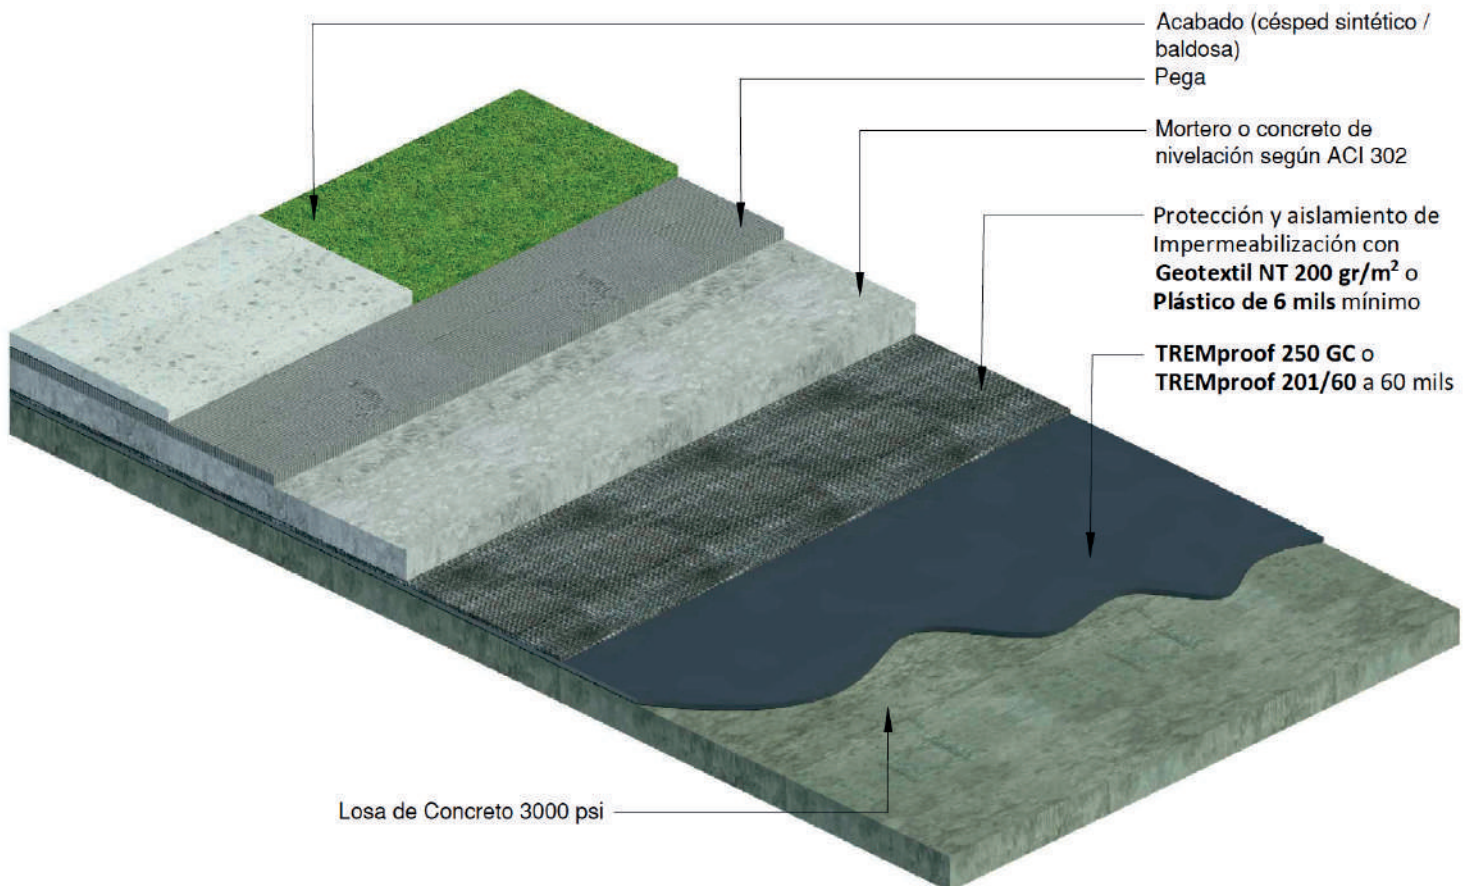 Acabado (césped sintético /
baldosa)
Pega
Mortero o concreto de
nivelación según ACI 302
Protección y aislamiento de
Impermeabilización con
Geotextil NT 200 gr/m² o
Plástico de 6 mils mínimo
TREMproof 250 GC o
TREMproof 201/60 a 60 mils
Losa de Concreto 3000 psi